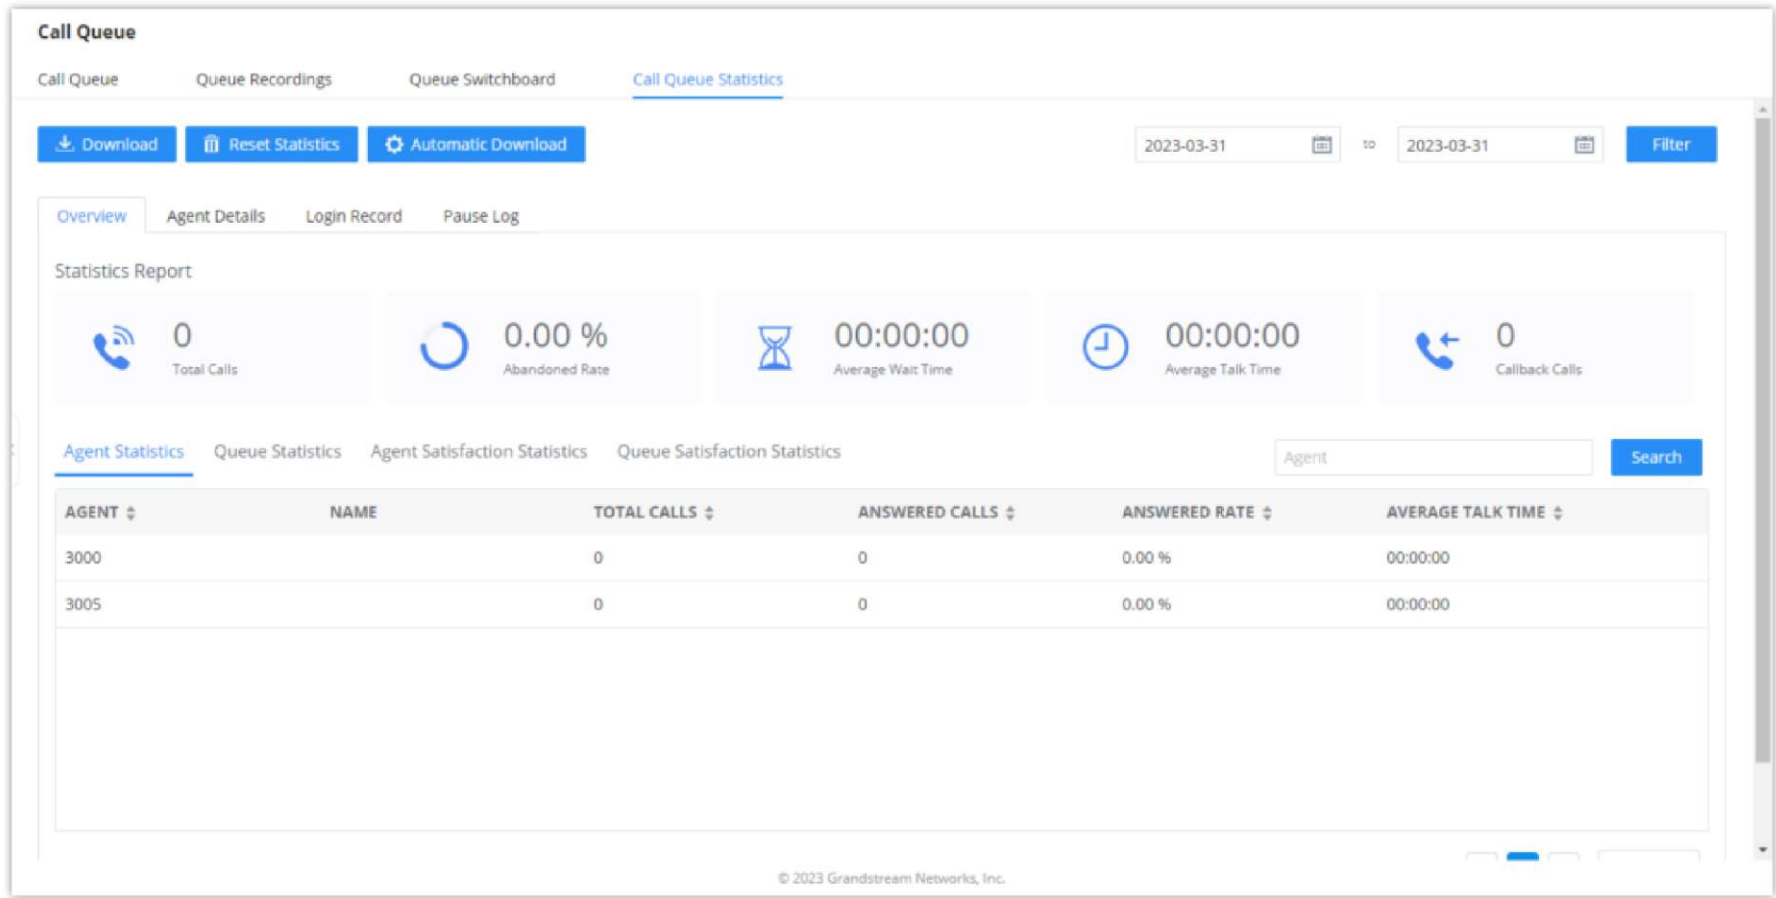 Call Queue
Call Queue Queue Recordings Queue Switchboard Call Queue Statistics
Download Reset Statistics Automatic Download 2023-03-31 to 2023-03-31 Filter
Overview Agent Details Login Record Pause Log
Statistics Report
0 0.00 % 00:00:00 00:00:00 0
Total Calls Abandoned Rate Average Wait Time Average Talk Time Callback Calls
Agent Statistics Queue Statistics Agent Satisfaction Statistics Queue Satisfaction Statistics Agent Search
AGENT NAME TOTAL CALLS ANSWERED CALLS ANSWERED RATE AVERAGE TALK TIME
3000 0 0 0.00 % 00:00:00
3005 0 0 0.00 % 00:00:00
© 2023 Grandstream Networks, Inc.